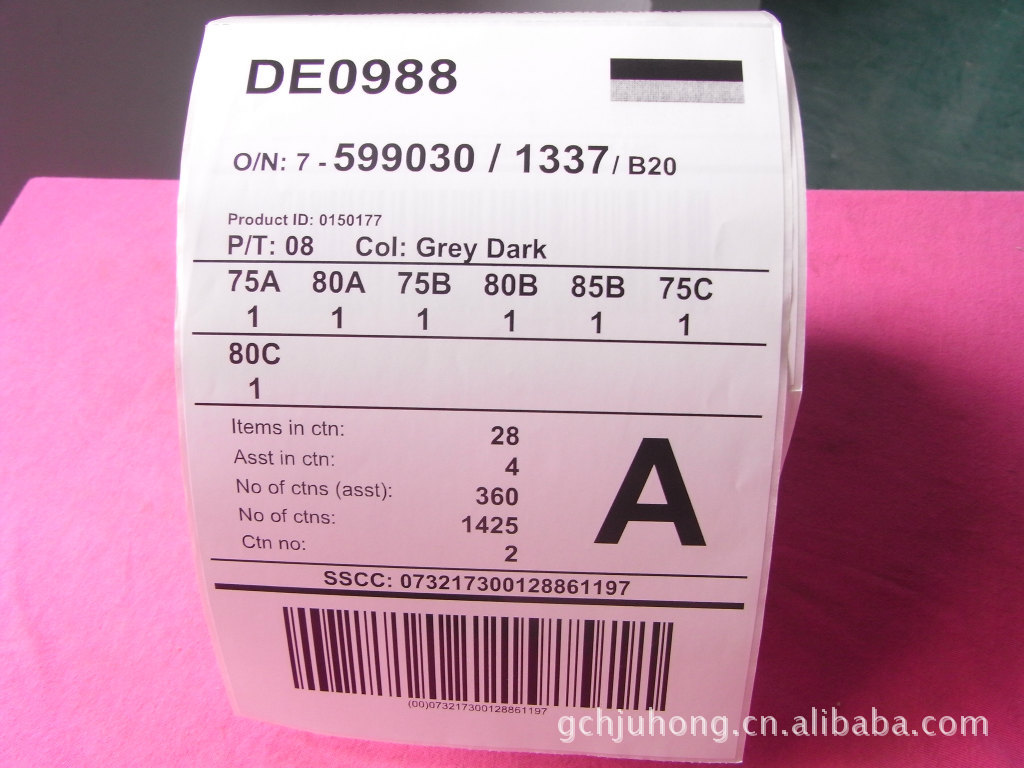 DE0988
O/N: 7 - 599030 / 1337 / B20
Product ID: 0150177
P/T: 08 Col: Grey Dark
75A 80A 75B 80B 85B 75C
1 1 1 1 1 1
80C
1
Items in ctn: 28
Asst in ctn: 4
No of ctns (asst): 360
No of ctns: 1425
Ctn no: 2
A
SSCC: 073217300128861197
(00)073217300128861197
gchjuhong.cn.alibaba.com